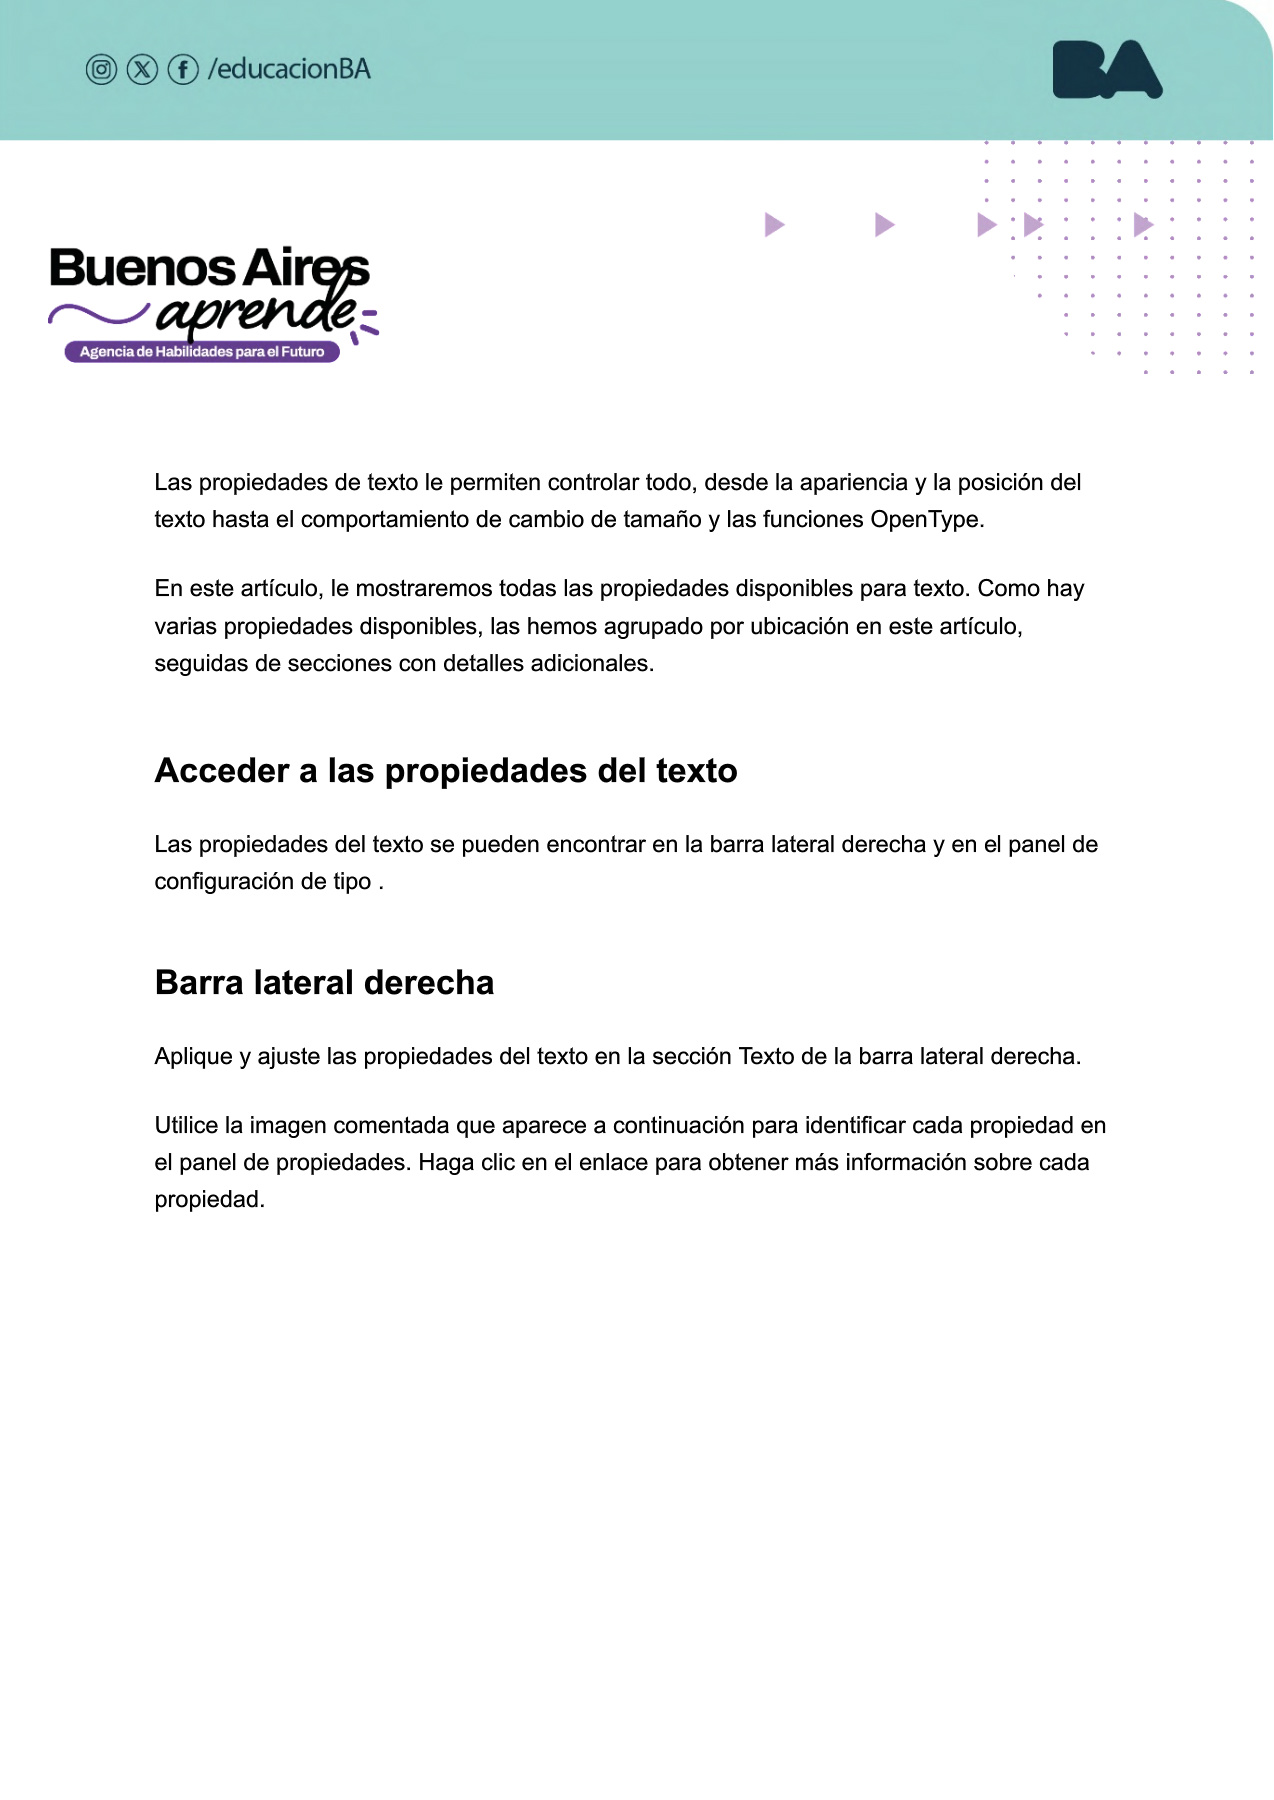 /educacionBA
BA
Buenos Aires
aprende
Agencia de Habilidades para el Futuro
Las propiedades de texto le permiten controlar todo, desde la apariencia y la posición del
texto hasta el comportamiento de cambio de tamaño y las funciones OpenType.
En este artículo, le mostraremos todas las propiedades disponibles para texto. Como hay
varias propiedades disponibles, las hemos agrupado por ubicación en este artículo,
seguidas de secciones con detalles adicionales.
Acceder a las propiedades del texto
Las propiedades del texto se pueden encontrar en la barra lateral derecha y en el panel de
configuración de tipo .
Barra lateral derecha
Aplique y ajuste las propiedades del texto en la sección Texto de la barra lateral derecha.
Utilice la imagen comentada que aparece a continuación para identificar cada propiedad en
el panel de propiedades. Haga clic en el enlace para obtener más información sobre cada
propiedad.